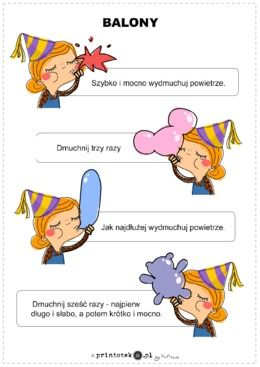 BALONY
Szybko i mocno wydmuchuj powietrze.
Dmuchnij trzy razy
Jak najdłużej wydmuchuj powietrze.
Dmuchnij sześć razy - najpierw
długo i słabo, a potem krótko i mocno.
© printotek a.pl